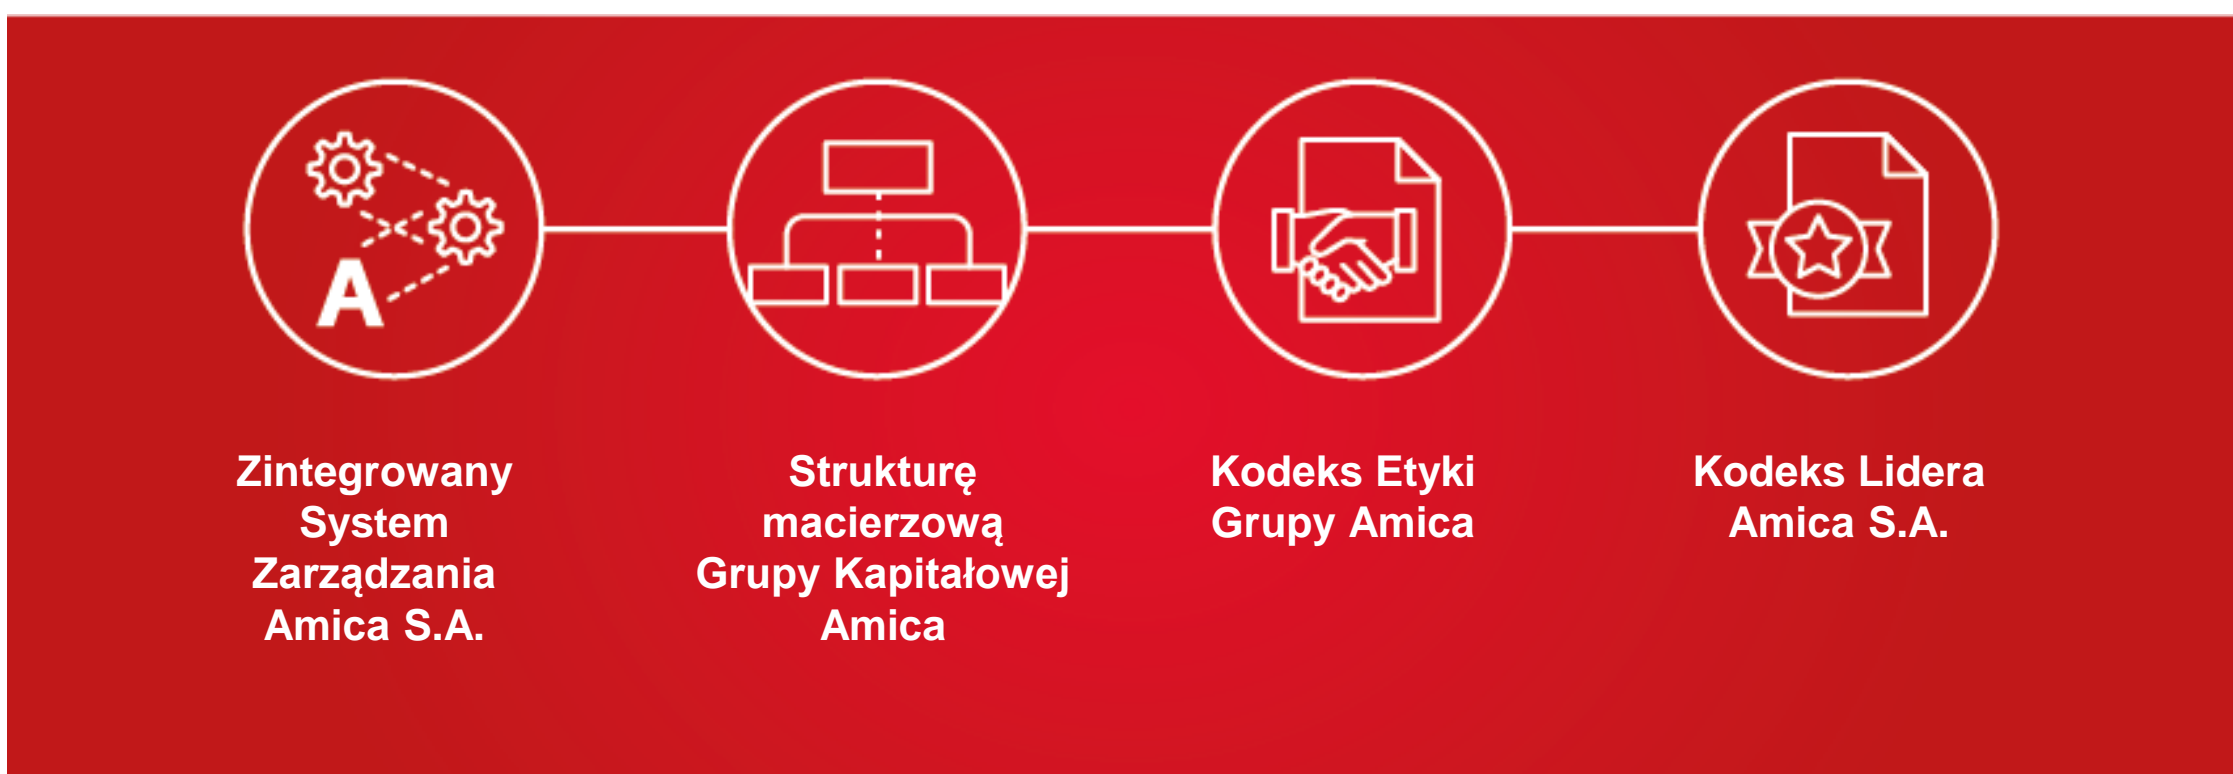 A
Zintegrowany
System
Zarządzania
Amica S.A.
Strukturę
macierzową
Grupy Kapitałowej
Amica
Kodeks Etyki
Grupy Amica
Kodeks Lidera
Amica S.A.